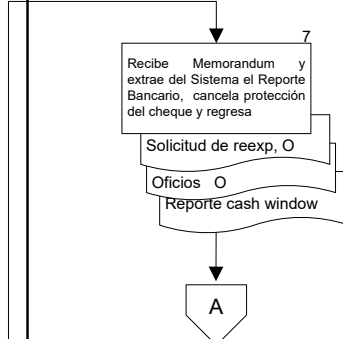 7
Recibe Memorandum y
extrae del Sistema el Reporte
Bancario, cancela protección
del cheque y regresa
Solicitud de reexp, O
Oficios O
Reporte cash window
A